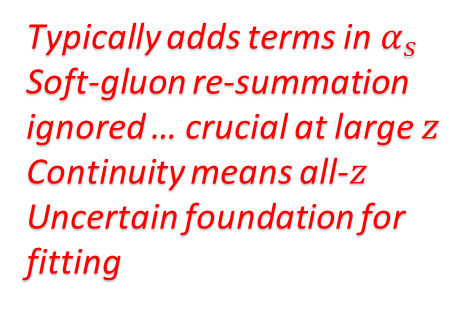 Typically adds terms in αₛ
Soft-gluon re-summation
ignored … crucial at large z
Continuity means all-z
Uncertain foundation for
fitting